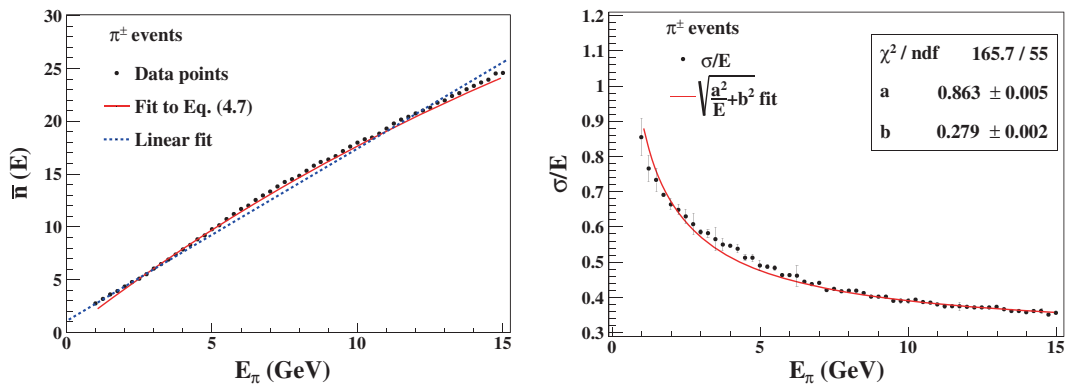 30
25
20
15
10
5
0
n̅ (E)
π± events
Data points
Fit to Eq. (4.7)
Linear fit
0 5 10 15
Eπ (GeV)
1.2
1.1
1
0.9
0.8
0.7
0.6
0.5
0.4
0.3
σ/E
π± events
σ/E
√(a²/E+b²) fit
χ² / ndf 165.7 / 55
a 0.863 ± 0.005
b 0.279 ± 0.002
0 5 10 15
Eπ (GeV)